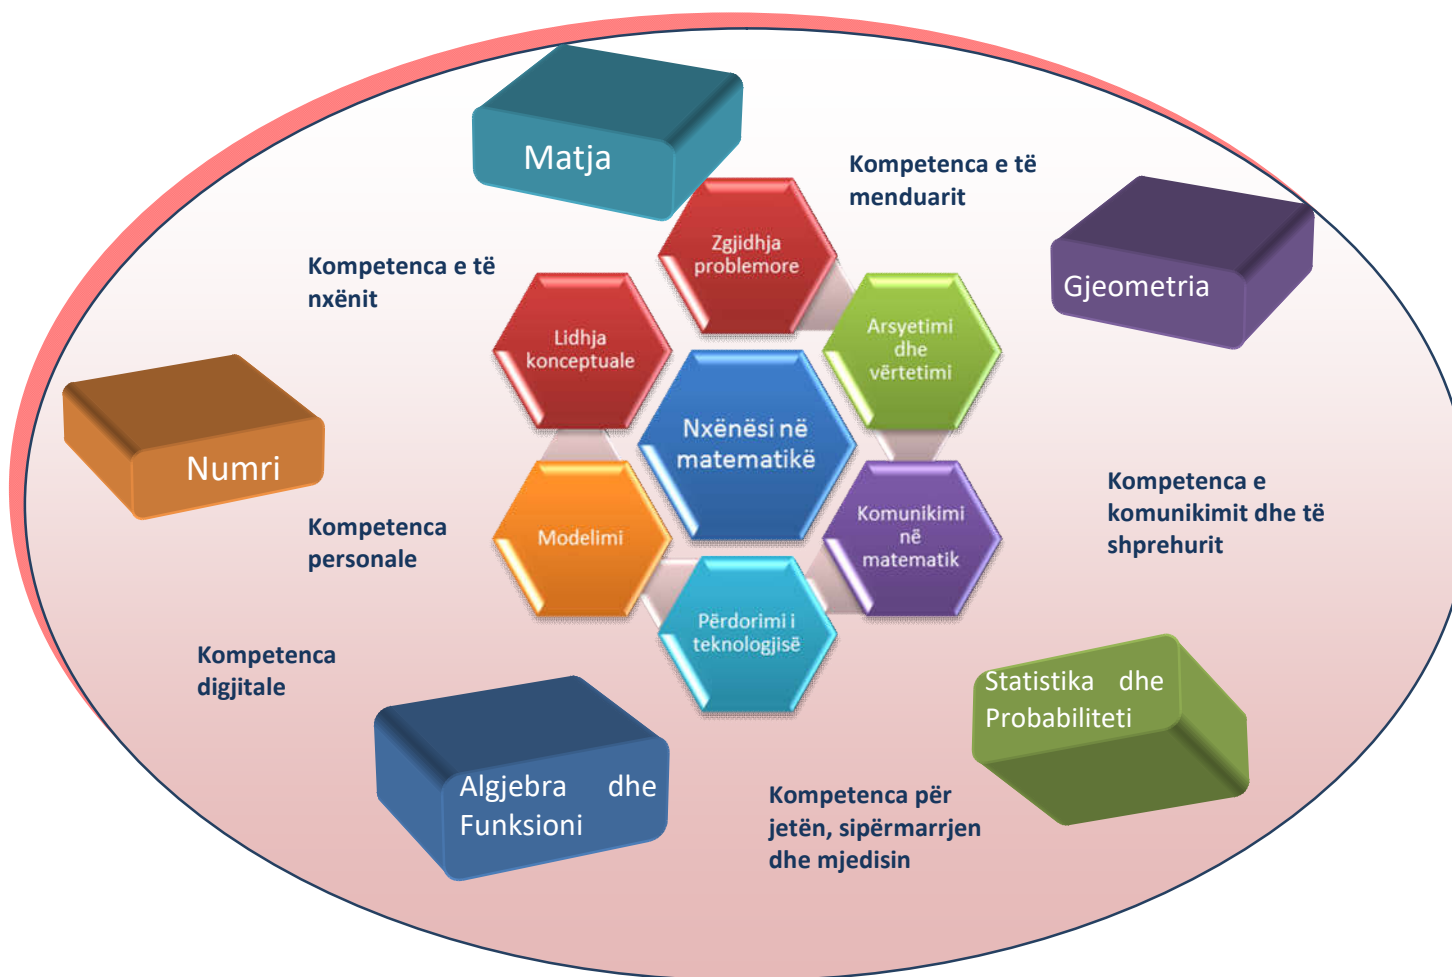 Matja
Kompetenca e të
menduarit
Gjeometria
Kompetenca e të
nxënit
Zgjidhja
problemore
Lidhja
konceptuale
Arsyetimi
dhe
vërtetimi
Nxënësi në
matematikë
Numri
Kompetenca
personale
Modelimi
Komunikimi
në
matematik
Kompetenca e
komunikimit dhe të
shprehurit
Përdorimi i
teknologjisë
Kompetenca
digjitale
Algjebra dhe
Funksioni
Statistika dhe
Probabiliteti
Kompetenca për
jetën, sipërmarrjen
dhe mjedisin